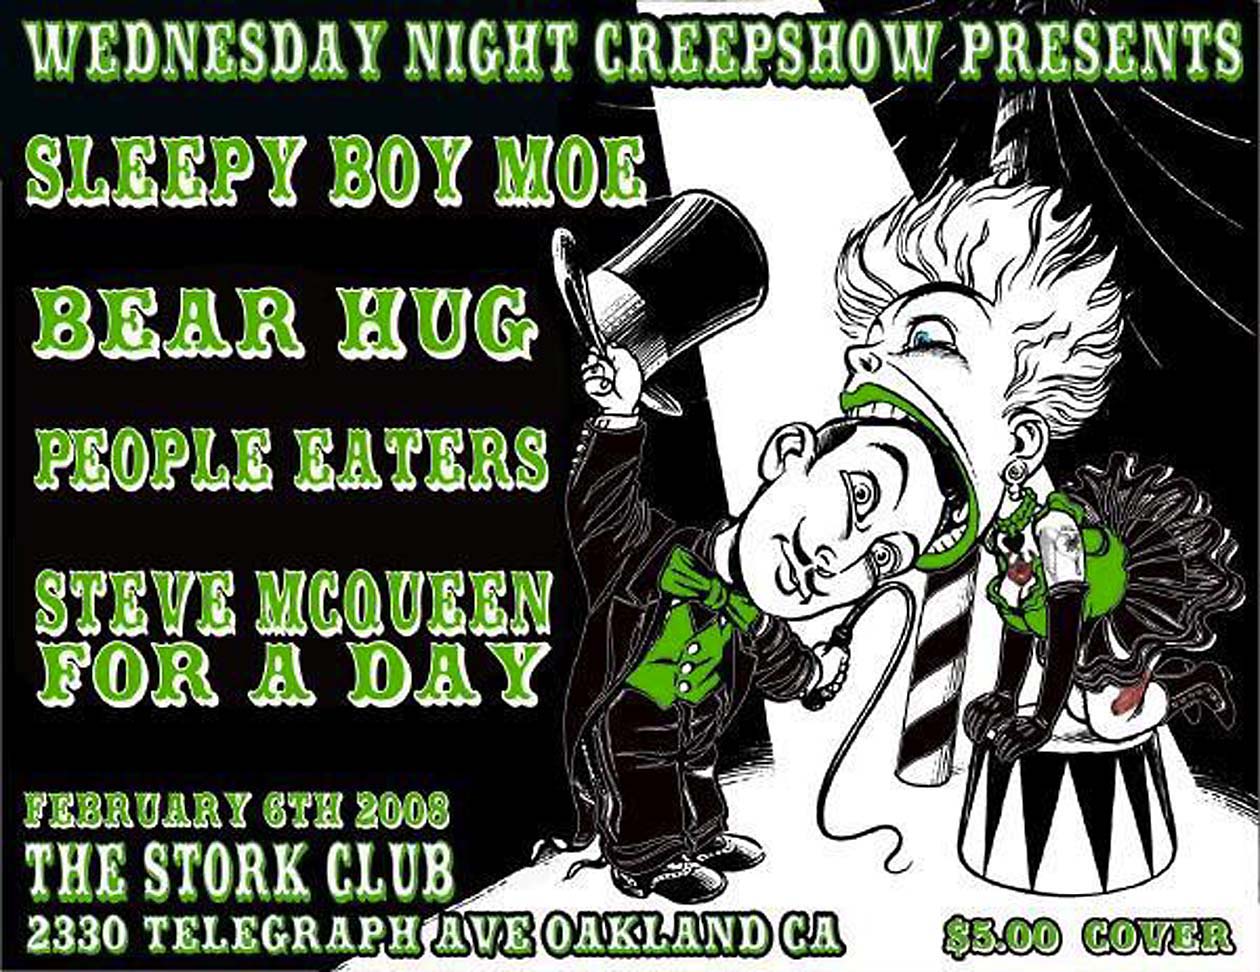 WEDNESDAY NIGHT CREEPSHOW PRESENTS
SLEEPY BOY MOE
BEAR HUG
PEOPLE EATERS
STEVE MCQUEEN
FOR A DAY
FEBRUARY 6TH 2008
THE STORK CLUB
2330 TELEGRAPH AVE OAKLAND CA
$5.00 COVER